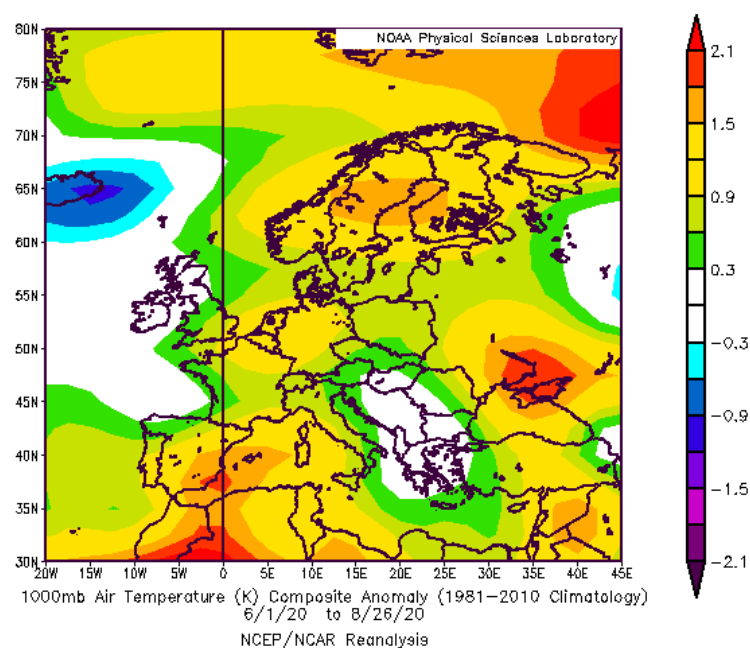 NOAA Physical Sciences Laboratory
80N
75N
70N
65N
60N
55N
50N
45N
40N
35N
30N
20W 15W 10W 5W 0 5E 10E 15E 20E 25E 30E 35E 40E 45E
2.1
1.5
0.9
0.3
-0.3
-0.9
-1.5
-2.1
1000mb Air Temperature (K) Composite Anomaly (1981-2010 Climatology)
6/1/20 to 8/26/20
NCEP/NCAR Reanalysis